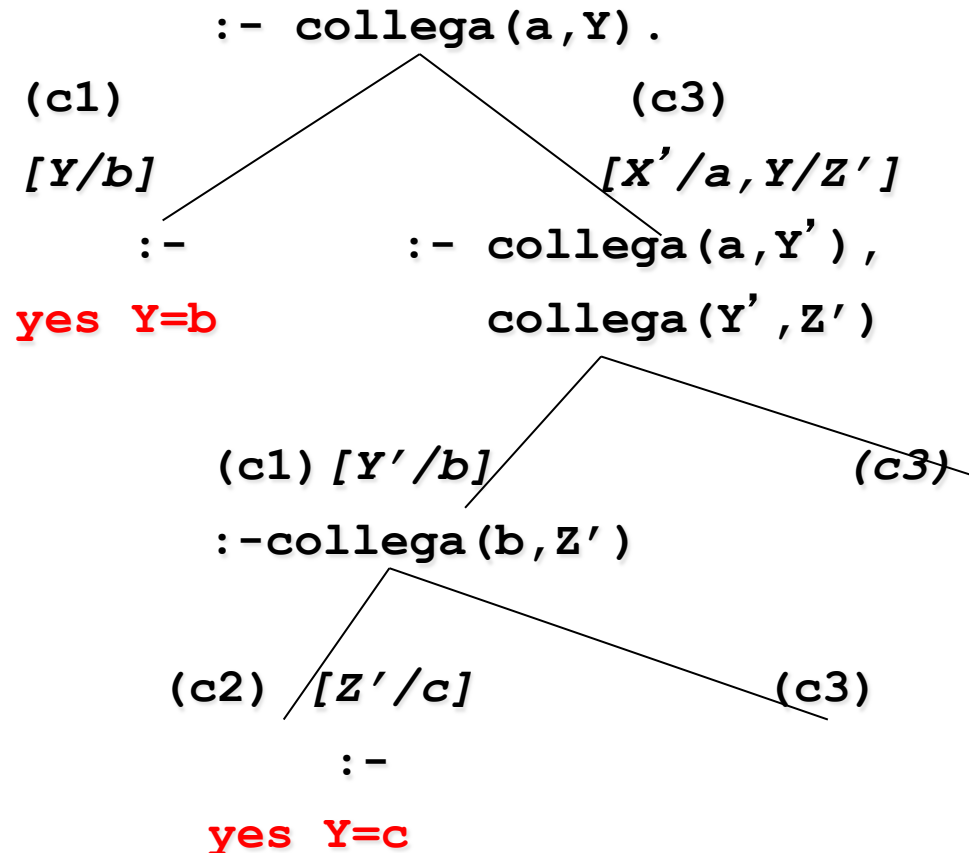 :- collega(a,Y).
(c1) (c3)
[Y/b] [X’/a,Y/Z']
:- :- collega(a,Y’),
yes Y=b collega(Y’,Z')
(c1) [Y'/b] (c3)
:-collega(b,Z')
(c2) [Z'/c] (c3)
:-
yes Y=c